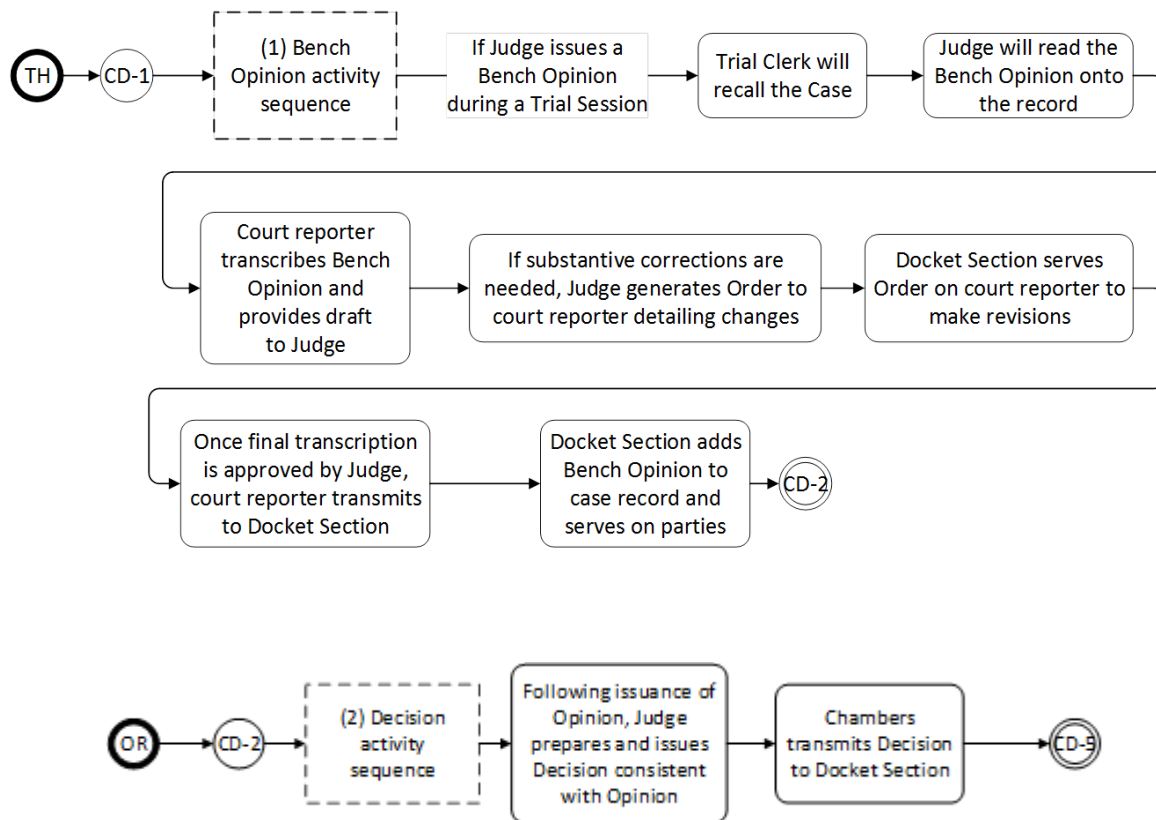 TH
CD-1
(1) Bench
Opinion activity
sequence
If Judge issues a
Bench Opinion
during a Trial Session
Trial Clerk will
recall the Case
Judge will read the
Bench Opinion onto
the record
Court reporter
transcribes Bench
Opinion and
provides draft
to Judge
If substantive corrections are
needed, Judge generates Order to
court reporter detailing changes
Docket Section serves
Order on court reporter to
make revisions
Once final transcription
is approved by Judge,
court reporter transmits
to Docket Section
Docket Section adds
Bench Opinion to
case record and
serves on parties
CD-2
OR
CD-2
(2) Decision
activity
sequence
Following issuance of
Opinion, Judge
prepares and issues
Decision consistent
with Opinion
Chambers
transmits Decision
to Docket Section
CD-5